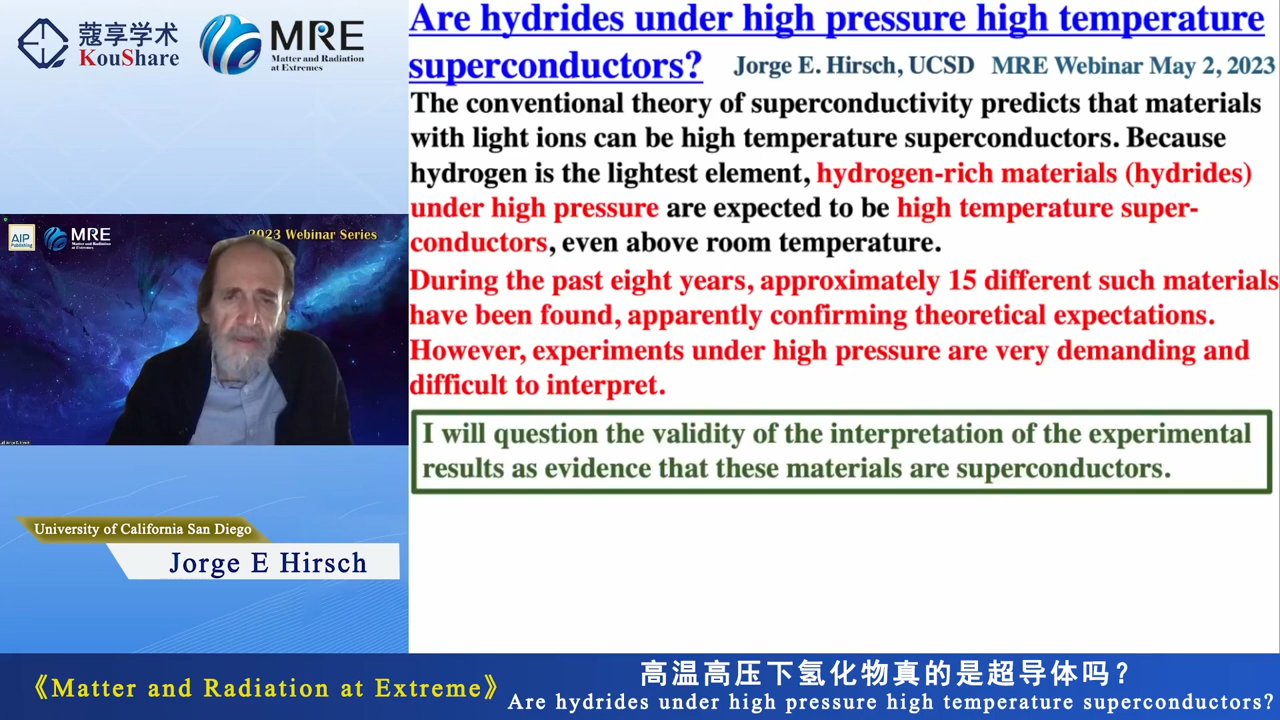 蔻享学术
KouShare
MRE
Matter and Radiation
at Extremes
Are hydrides under high pressure high temperature
superconductors?
Jorge E. Hirsch, UCSD MRE Webinar May 2, 2023
The conventional theory of superconductivity predicts that materials
with light ions can be high temperature superconductors. Because
hydrogen is the lightest element, hydrogen-rich materials (hydrides)
under high pressure are expected to be high temperature super-
conductors, even above room temperature.
During the past eight years, approximately 15 different such materials
have been found, apparently confirming theoretical expectations.
However, experiments under high pressure are very demanding and
difficult to interpret.
I will question the validity of the interpretation of the experimental
results as evidence that these materials are superconductors.
AIP
Publishing
MRE
Matter and Radiation
at Extremes
2023 Webinar Series
University of California San Diego
Jorge E Hirsch
《Matter and Radiation at Extreme》
高温高压下氢化物真的是超导体吗？
Are hydrides under high pressure high temperature superconductors?